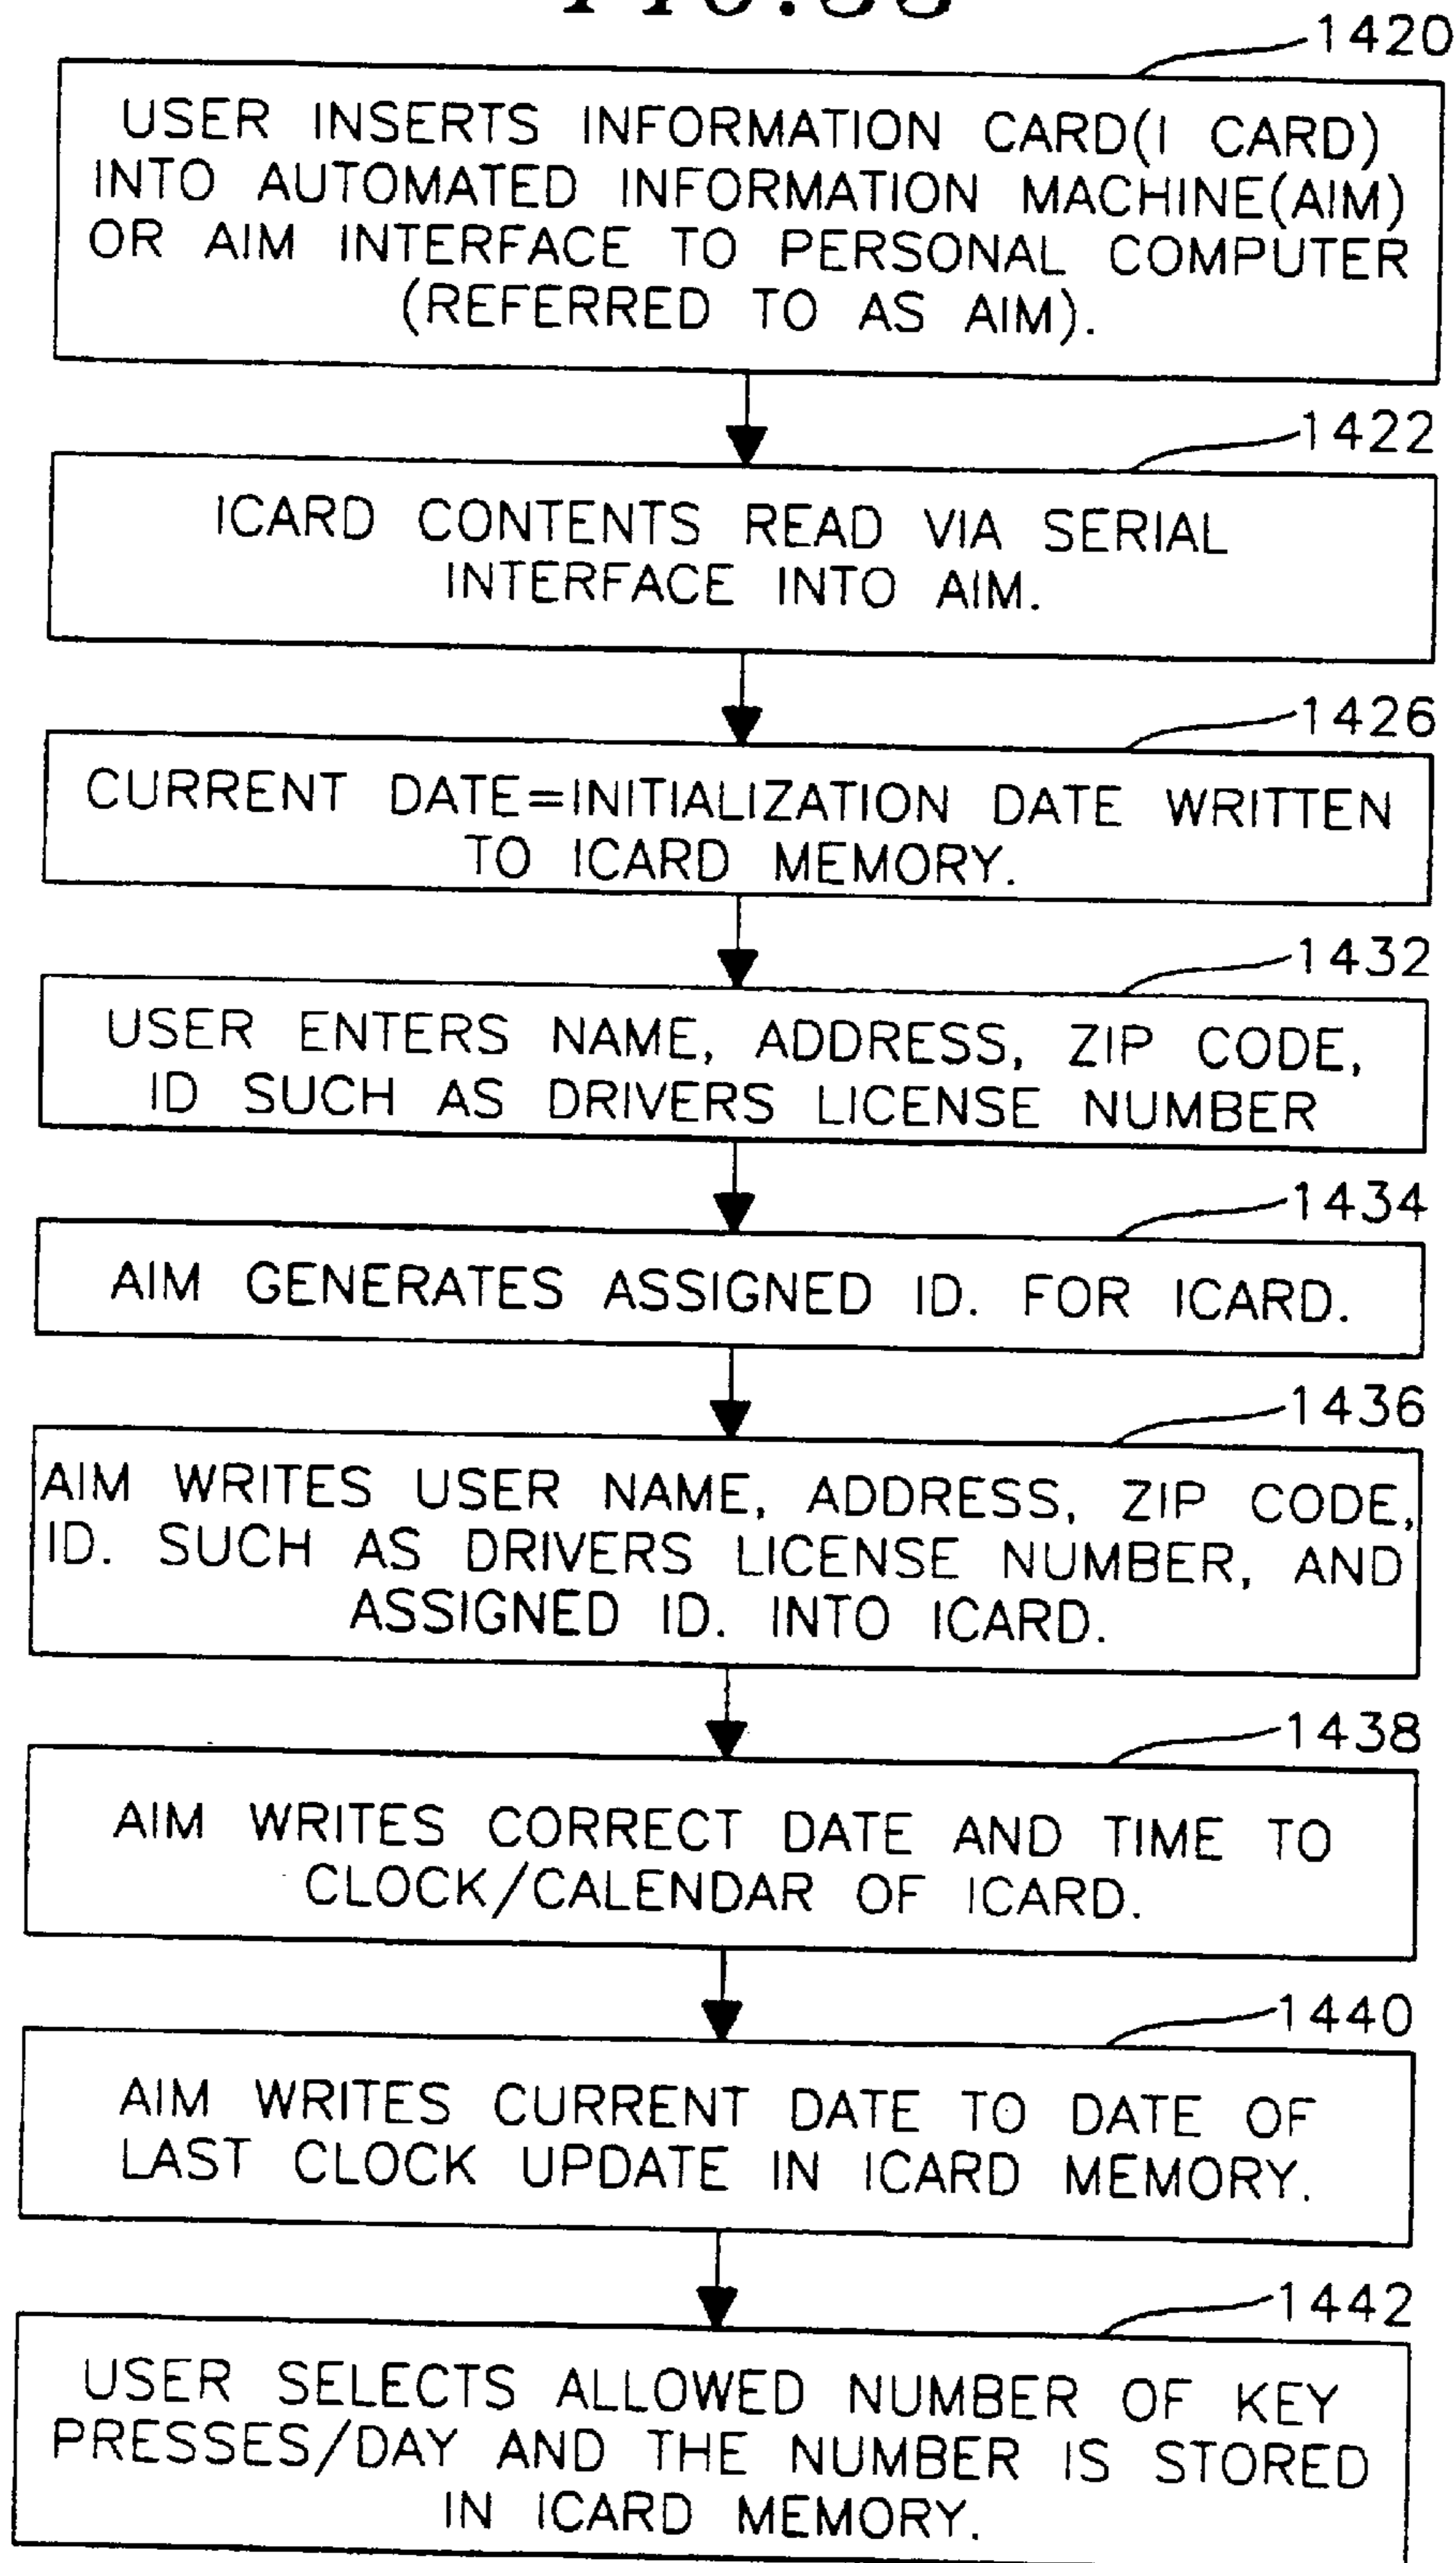 1420
USER INSERTS INFORMATION CARD(I CARD)
INTO AUTOMATED INFORMATION MACHINE(AIM)
OR AIM INTERFACE TO PERSONAL COMPUTER
(REFERRED TO AS AIM).
1422
ICARD CONTENTS READ VIA SERIAL
INTERFACE INTO AIM.
1426
CURRENT DATE=INITIALIZATION DATE WRITTEN
TO ICARD MEMORY.
1432
USER ENTERS NAME, ADDRESS, ZIP CODE,
ID SUCH AS DRIVERS LICENSE NUMBER
1434
AIM GENERATES ASSIGNED ID. FOR ICARD.
1436
AIM WRITES USER NAME, ADDRESS, ZIP CODE,
ID. SUCH AS DRIVERS LICENSE NUMBER, AND
ASSIGNED ID. INTO ICARD.
1438
AIM WRITES CORRECT DATE AND TIME TO
CLOCK/CALENDAR OF ICARD.
1440
AIM WRITES CURRENT DATE TO DATE OF
LAST CLOCK UPDATE IN ICARD MEMORY.
1442
USER SELECTS ALLOWED NUMBER OF KEY
PRESSES/DAY AND THE NUMBER IS STORED
IN ICARD MEMORY.